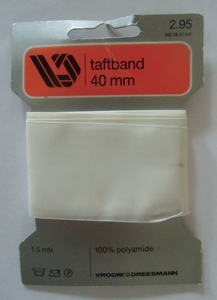 2.95
taftband
40 mm
1.5 mtr.
100% polyamide
VROOM DREESMANN